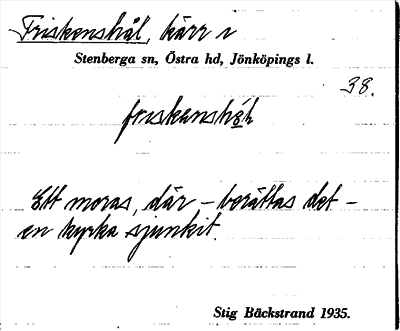 Friskenshål, kärr r
Stenberga sn, Östra hd, Jönköpings l.
38.
friskenshə̀h
Ett moras, där – berättas det –
en kyrka sjunkit.
Stig Bäckstrand 1935.